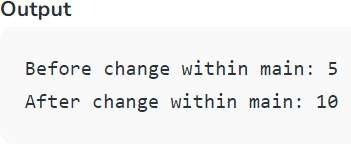 Output
Before change within main: 5
After change within main: 10